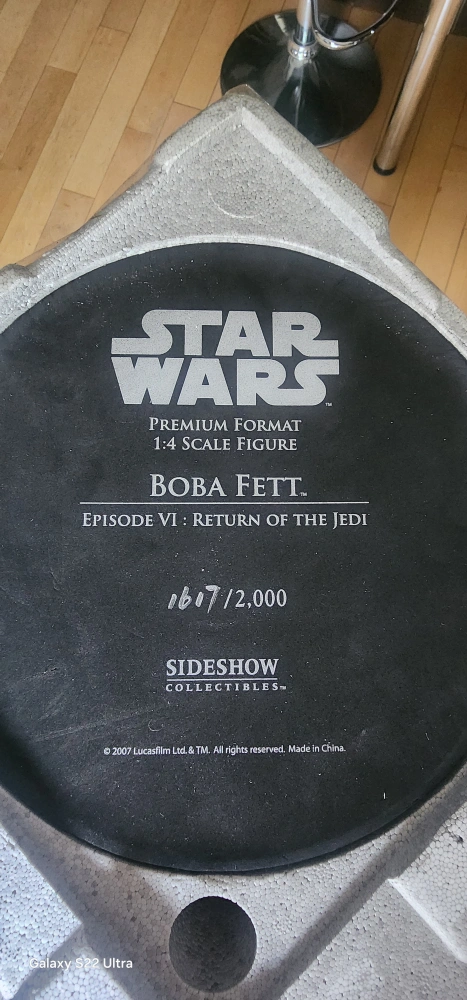 STAR
WARS™
PREMIUM FORMAT
1:4 SCALE FIGURE
BOBA FETT™
EPISODE VI : RETURN OF THE JEDI
1617/2,000
SIDESHOW
COLLECTIBLES™
© 2007 Lucasfilm Ltd. & TM. All rights reserved. Made in China.
Galaxy S22 Ultra